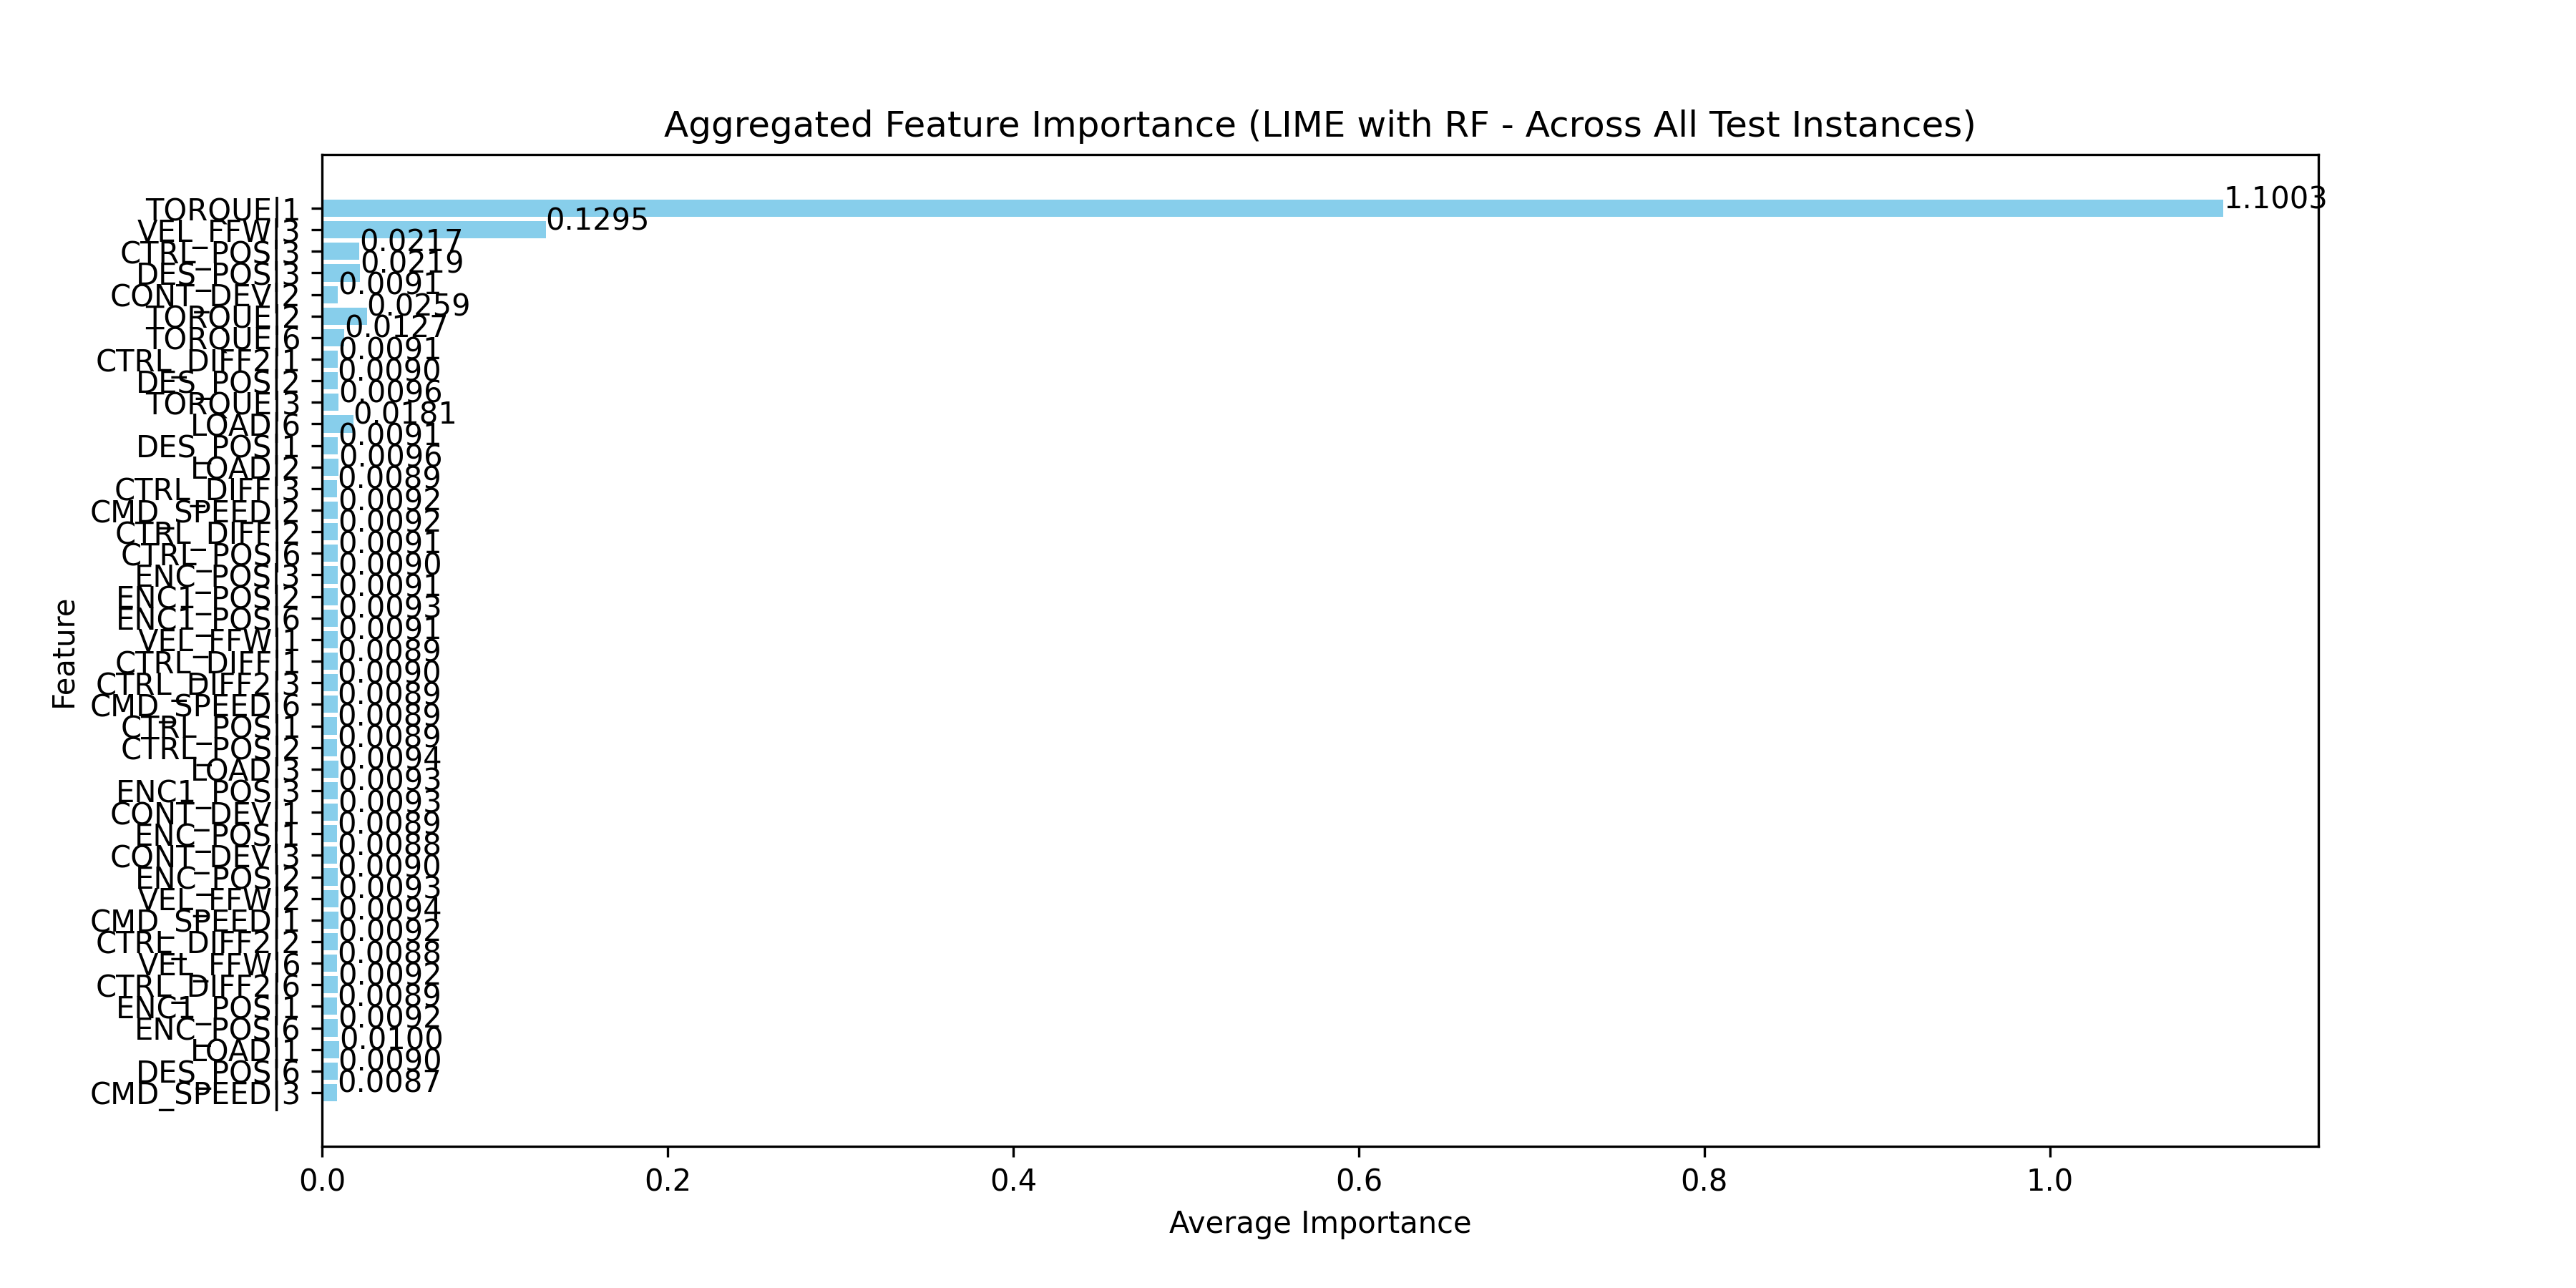 Aggregated Feature Importance (LIME with RF - Across All Test Instances)
TORQUE|1 1.1003
VEL_FFW|3 0.1295
CTRL_POS|3 0.0217
DES_POS|3 0.0219
CONT_DEV|2 0.0091
TORQUE|2 0.0259
TORQUE|6 0.0127
CTRL_DIFF2|1 0.0091
DES_POS|2 0.0090
TORQUE|3 0.0096
LOAD|6 0.0181
DES_POS|1 0.0091
LOAD|2 0.0096
CTRL_DIFF|3 0.0089
CMD_SPEED|2 0.0092
CTRL_DIFF|2 0.0092
CTRL_POS|6 0.0091
ENC_POS|3 0.0090
ENC1_POS|2 0.0091
ENC1_POS|6 0.0093
VEL_FFW|1 0.0091
CTRL_DIFF|1 0.0089
CTRL_DIFF2|3 0.0090
CMD_SPEED|6 0.0089
CTRL_POS|1 0.0089
CTRL_POS|2 0.0089
LOAD|3 0.0094
ENC1_POS|3 0.0093
CONT_DEV|1 0.0093
ENC_POS|1 0.0089
CONT_DEV|3 0.0088
ENC_POS|2 0.0090
VEL_FFW|2 0.0093
CMD_SPEED|1 0.0094
CTRL_DIFF2|2 0.0092
VEL_FFW|6 0.0088
CTRL_DIFF2|6 0.0092
ENC1_POS|1 0.0089
ENC_POS|6 0.0092
LOAD|1 0.0100
DES_POS|6 0.0090
CMD_SPEED|3 0.0087
Feature
0.0 0.2 0.4 0.6 0.8 1.0
Average Importance